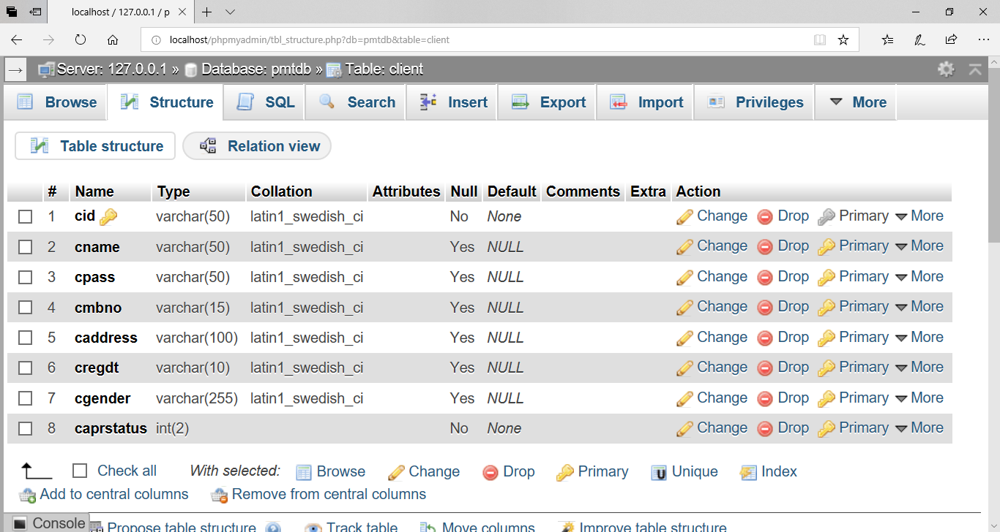 localhost / 127.0.0.1 / p
localhost/phpmyadmin/tbl_structure.php?db=pmtdb&table=client
Server: 127.0.0.1 » Database: pmtdb » Table: client
Browse Structure SQL Search Insert Export Import Privileges More
Table structure Relation view
# Name Type Collation Attributes Null Default Comments Extra Action
1 cid varchar(50) latin1_swedish_ci No None Change Drop Primary More
2 cname varchar(50) latin1_swedish_ci Yes NULL Change Drop Primary More
3 cpass varchar(50) latin1_swedish_ci Yes NULL Change Drop Primary More
4 cmbno varchar(15) latin1_swedish_ci Yes NULL Change Drop Primary More
5 caddress varchar(100) latin1_swedish_ci Yes NULL Change Drop Primary More
6 cregdt varchar(10) latin1_swedish_ci Yes NULL Change Drop Primary More
7 cgender varchar(255) latin1_swedish_ci Yes NULL Change Drop Primary More
8 caprstatus int(2) No None Change Drop Primary More
Check all With selected: Browse Change Drop Primary Unique Index
Add to central columns Remove from central columns
Console Propose table structure Track table Move columns Improve table structure